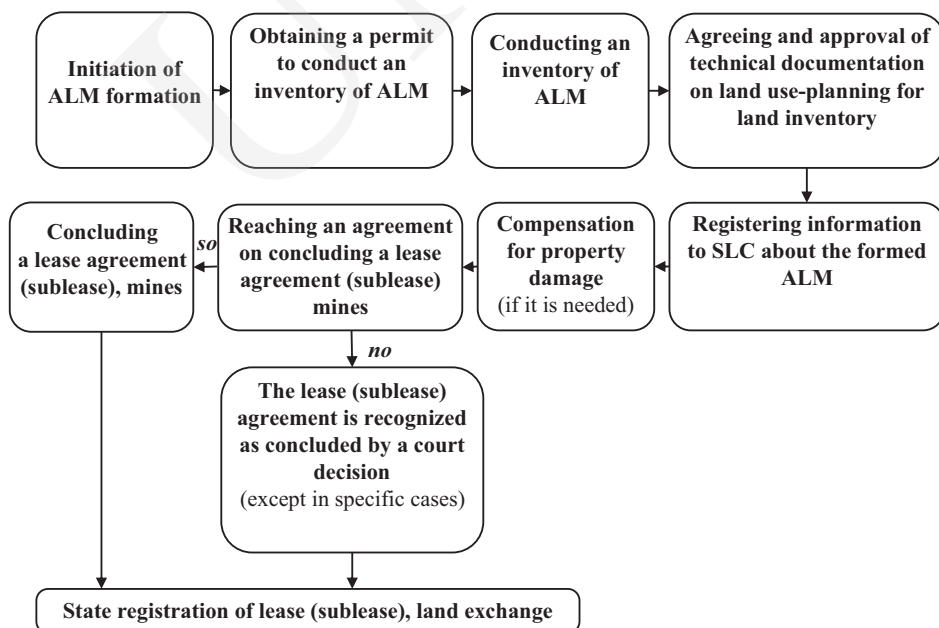 Initiation of
ALM formation
Obtaining a permit
to conduct an
inventory of ALM
Conducting an
inventory of
ALM
Agreeing and approval of
technical documentation
on land use-planning for
land inventory
Registering information
to SLC about the formed
ALM
Compensation
for property
damage
(if it is needed)
Reaching an agreement
on concluding a lease
agreement (sublease)
mines
so
Concluding
a lease agreement
(sublease), mines
no
The lease (sublease)
agreement is recognized
as concluded by a court
decision
(except in specific cases)
State registration of lease (sublease), land exchange